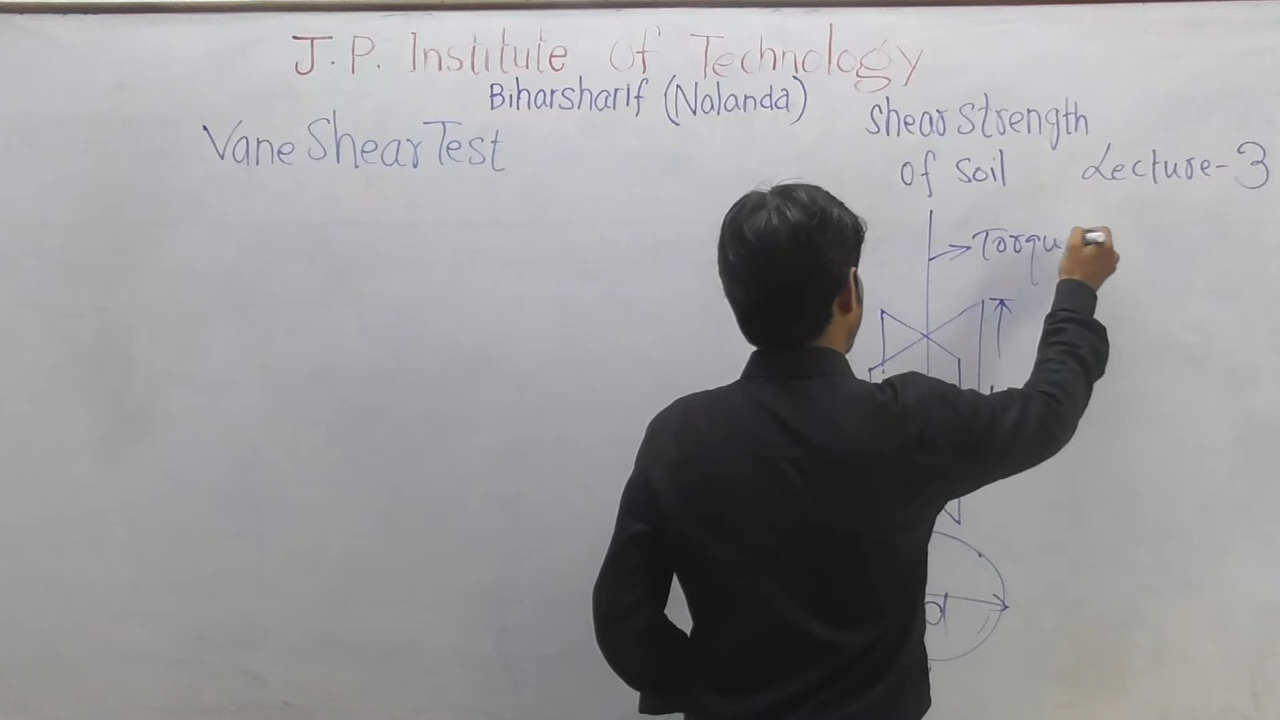 J.P. Institute Of Technology
Biharsharif (Nalanda)
Vane Shear Test
Shear Strength
Of Soil
Lecture-3
Torqu
d